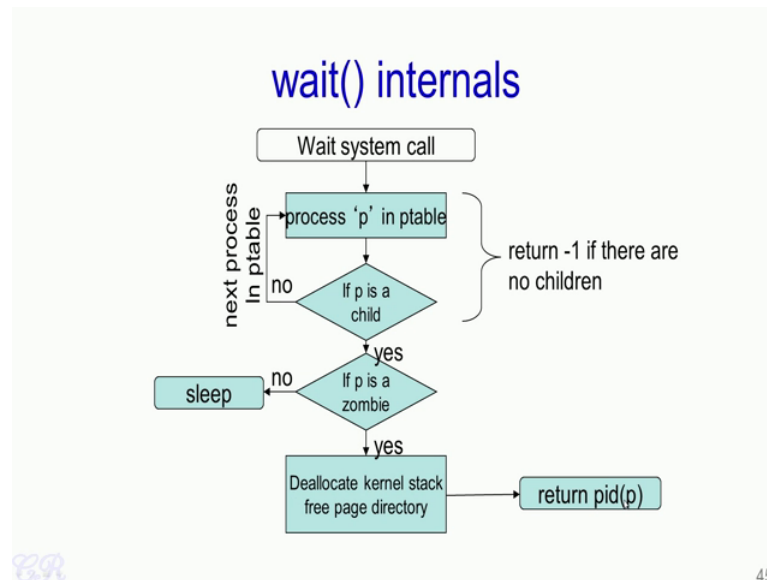 wait() internals
Wait system call
process ‘p’ in ptable
next process
In ptable
no
If p is a
child
return -1 if there are
no children
yes
If p is a
zombie
no
sleep
yes
Deallocate kernel stack
free page directory
return pid(p)